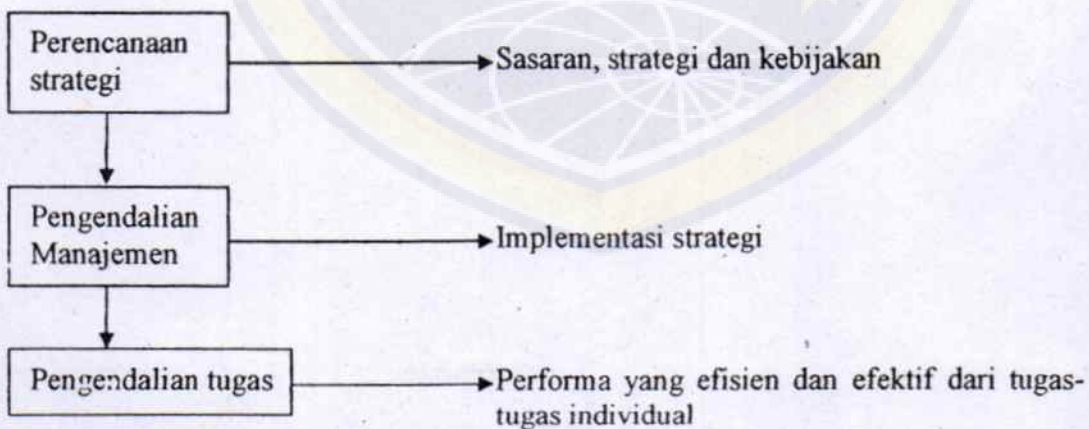 Perencanaan
strategi
Sasaran, strategi dan kebijakan
Pengendalian
Manajemen
Implementasi strategi
Pengendalian tugas
Performa yang efisien dan efektif dari tugas-
tugas individual